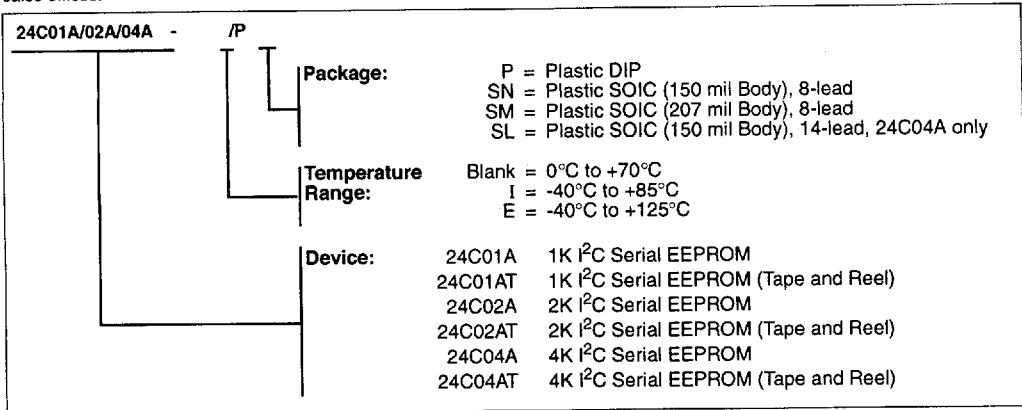 24C01A/02A/04A - /P
Package: P = Plastic DIP
SN = Plastic SOIC (150 mil Body), 8-lead
SM = Plastic SOIC (207 mil Body), 8-lead
SL = Plastic SOIC (150 mil Body), 14-lead, 24C04A only
Temperature Blank = 0°C to +70°C
Range: I = -40°C to +85°C
E = -40°C to +125°C
Device: 24C01A 1K I²C Serial EEPROM
24C01AT 1K I²C Serial EEPROM (Tape and Reel)
24C02A 2K I²C Serial EEPROM
24C02AT 2K I²C Serial EEPROM (Tape and Reel)
24C04A 4K I²C Serial EEPROM
24C04AT 4K I²C Serial EEPROM (Tape and Reel)